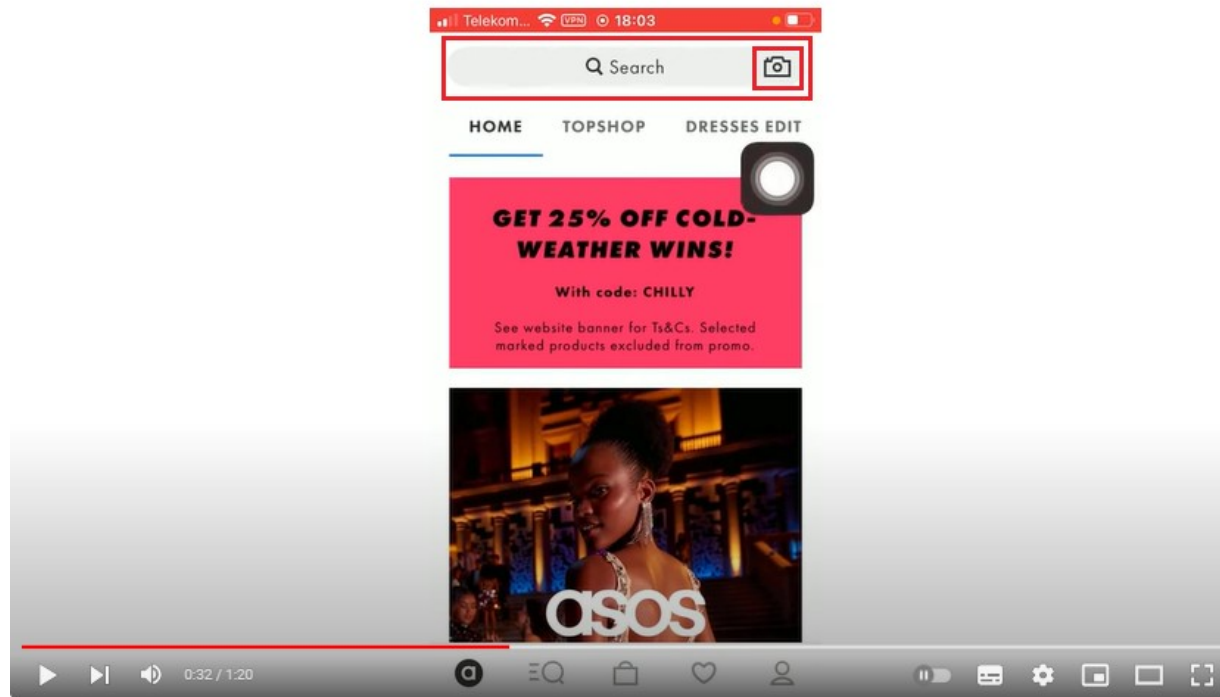 Telekom... VPN 18:03
Search
HOME TOPSHOP DRESSES EDIT
GET 25% OFF COLD-
WEATHER WINS!
With code: CHILLY
See website banner for Ts&Cs. Selected
marked products excluded from promo.
asos
a
0:32 / 1:20